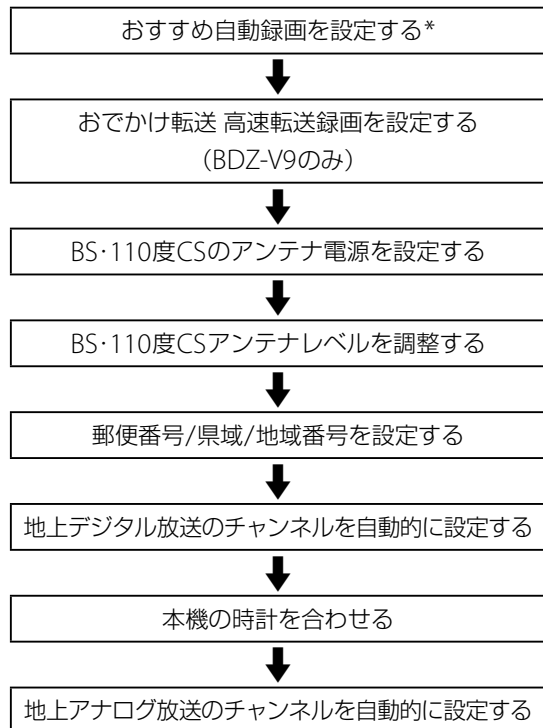 おすすめ自動録画を設定する*
おでかけ転送 高速転送録画を設定する
（BDZ-V9のみ）
BS·110度CSのアンテナ電源を設定する
BS·110度CSアンテナレベルを調整する
郵便番号/県域/地域番号を設定する
地上デジタル放送のチャンネルを自動的に設定する
本機の時計を合わせる
地上アナログ放送のチャンネルを自動的に設定する